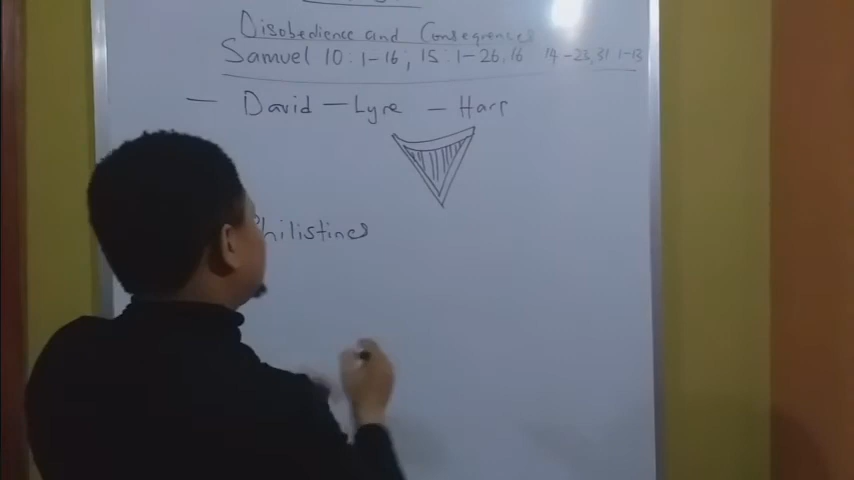 Disobedience and Consequences
Samuel 10:1-16; 15:1-26, 16 14-23, 31 1-13
— David — Lyre — Harp
Philistines